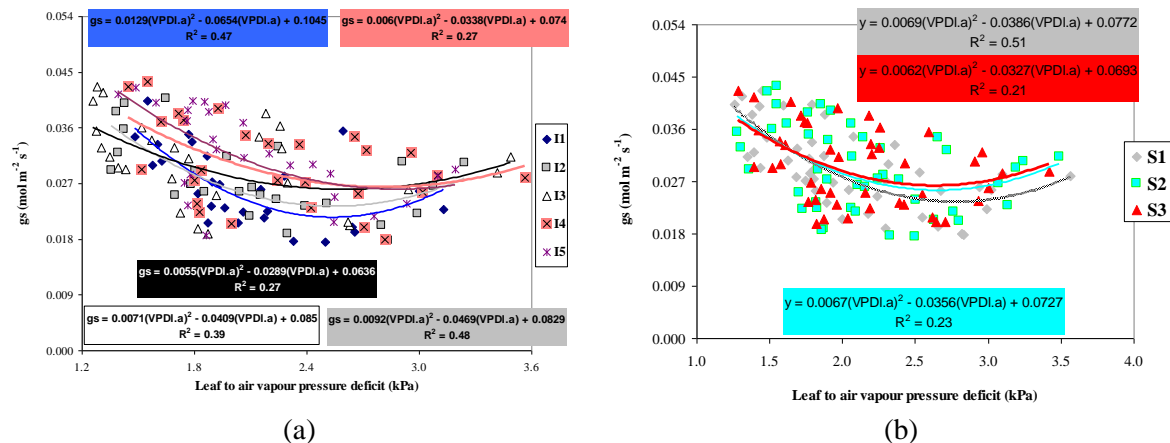 gs = 0.0129(VPDl.a)² - 0.0654(VPDl.a) + 0.1045
R² = 0.47
gs = 0.006(VPDl.a)² - 0.0338(VPDl.a) + 0.074
R² = 0.27
0.054
0.045
0.036
0.027
0.018
0.009
0.000
gs (mol m⁻² s⁻¹)
I1
I2
I3
I4
I5
gs = 0.0055(VPDl.a)² - 0.0289(VPDl.a) + 0.0636
R² = 0.27
gs = 0.0071(VPDl.a)² - 0.0409(VPDl.a) + 0.085
R² = 0.39
gs = 0.0092(VPDl.a)² - 0.0469(VPDl.a) + 0.0829
R² = 0.48
1.2 1.8 2.4 3.0 3.6
Leaf to air vapour pressure deficit (kPa)
(a)
y = 0.0069(VPDl.a)² - 0.0386(VPDl.a) + 0.0772
R² = 0.51
y = 0.0062(VPDl.a)² - 0.0327(VPDl.a) + 0.0693
R² = 0.21
0.054
0.045
0.036
0.027
0.018
0.009
0.000
gs (mol m⁻² s⁻¹)
S1
S2
S3
y = 0.0067(VPDl.a)² - 0.0356(VPDl.a) + 0.0727
R² = 0.23
1.0 1.5 2.0 2.5 3.0 3.5 4.0
Leaf to air vapour pressure deficit (kPa)
(b)